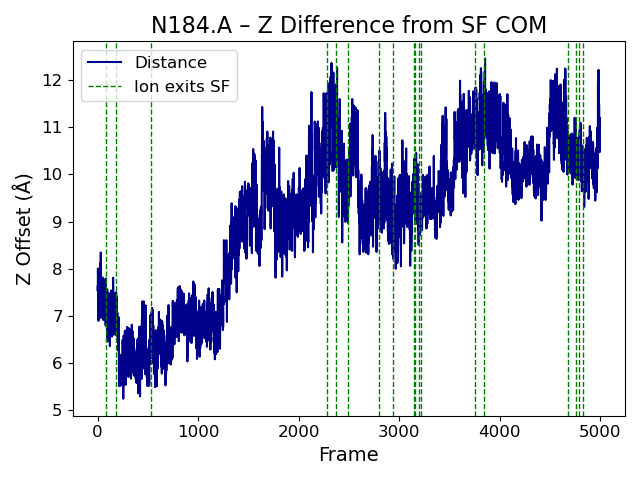 N184.A – Z Difference from SF COM
Distance
Ion exits SF
Z Offset (Å)
12
11
10
9
8
7
6
5
0
1000
2000
3000
4000
5000
Frame